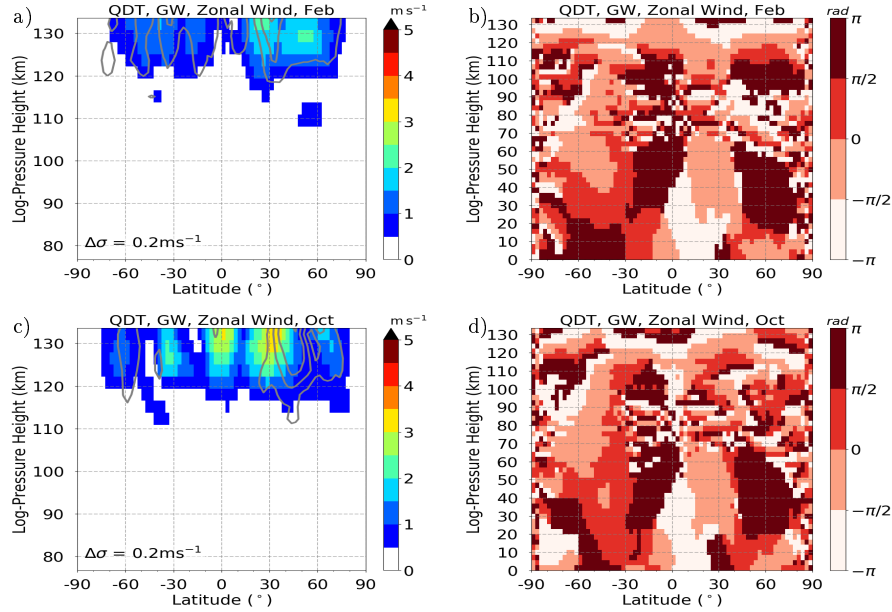 a)
QDT, GW, Zonal Wind, Feb
m s⁻¹
Log-Pressure Height (km)
130
120
110
100
90
80
Δσ = 0.2ms⁻¹
-90 -60 -30 0 30 60 90
Latitude (°)
5
4
3
2
1
0
b)
QDT, GW, Zonal Wind, Feb
rad
Log-Pressure Height (km)
130
120
110
100
90
80
70
60
50
40
30
20
10
0
-90 -60 -30 0 30 60 90
Latitude (°)
π
π/2
0
−π/2
−π
c)
QDT, GW, Zonal Wind, Oct
m s⁻¹
Log-Pressure Height (km)
130
120
110
100
90
80
Δσ = 0.2ms⁻¹
-90 -60 -30 0 30 60 90
Latitude (°)
5
4
3
2
1
0
d)
QDT, GW, Zonal Wind, Oct
rad
Log-Pressure Height (km)
130
120
110
100
90
80
70
60
50
40
30
20
10
0
-90 -60 -30 0 30 60 90
Latitude (°)
π
π/2
0
−π/2
−π